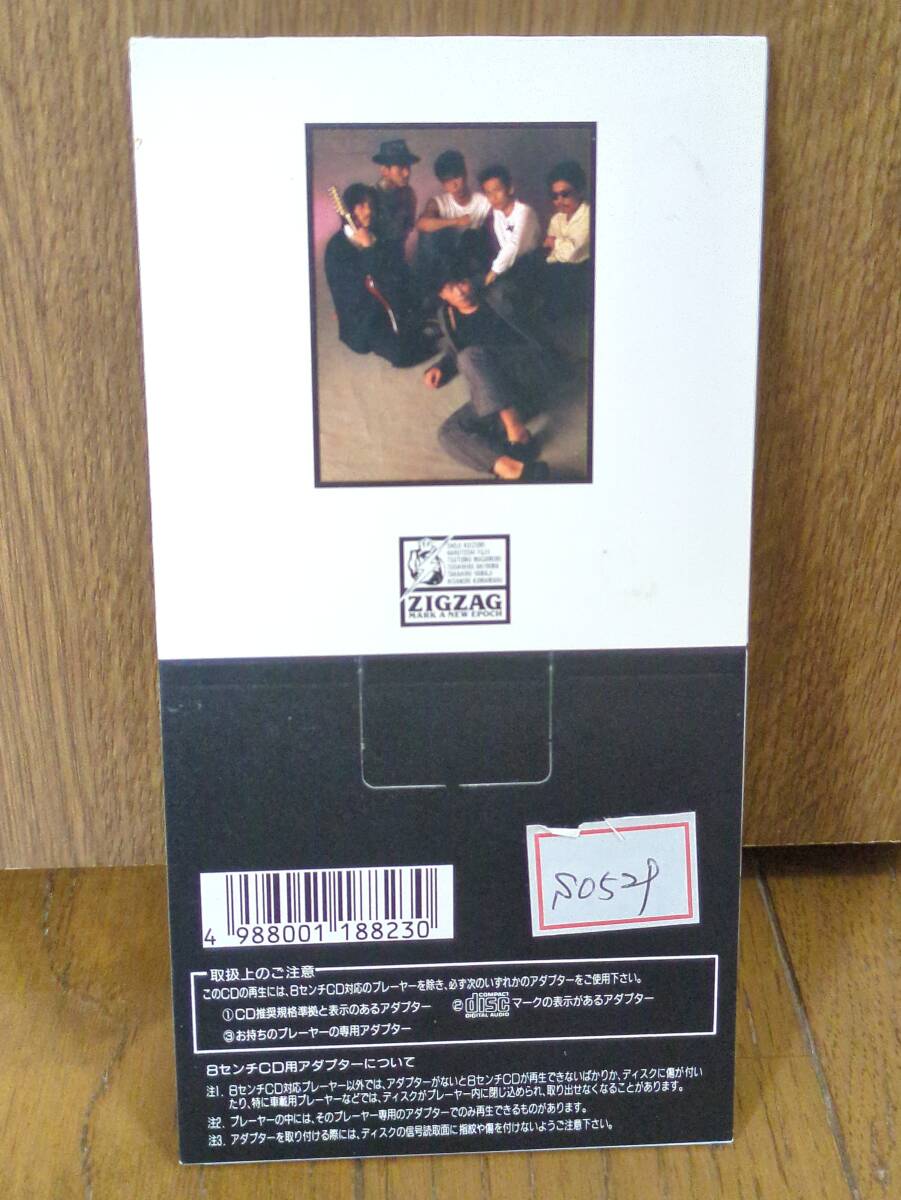 ZIGZAG
MARK A NEW EPOCH
S0529
4 988001 188230
取扱上のご注意
このCDの再生には、8センチCD対応のプレーヤーを除き、必ず次のいずれかのアダプターをご使用下さい。
①CD推奨規格準拠と表示のあるアダプター ② COMPACT disc DIGITAL AUDIO マークの表示があるアダプター
③お持ちのプレーヤーの専用アダプター
8センチCD用アダプターについて
注1. 8センチCD対応プレーヤー以外では、アダプターがないと8センチCDが再生できないばかりか、ディスクに傷が付い
たり、特に車載用プレーヤーなどでは、ディスクがプレーヤー内に閉じ込められ、取り出せなくなることがあります。
注2. プレーヤーの中には、そのプレーヤー専用のアダプターでのみ再生できるものがあります。
注3. アダプターを取り付ける際には、ディスクの信号読取面に指紋や傷を付けないようご注意下さい。